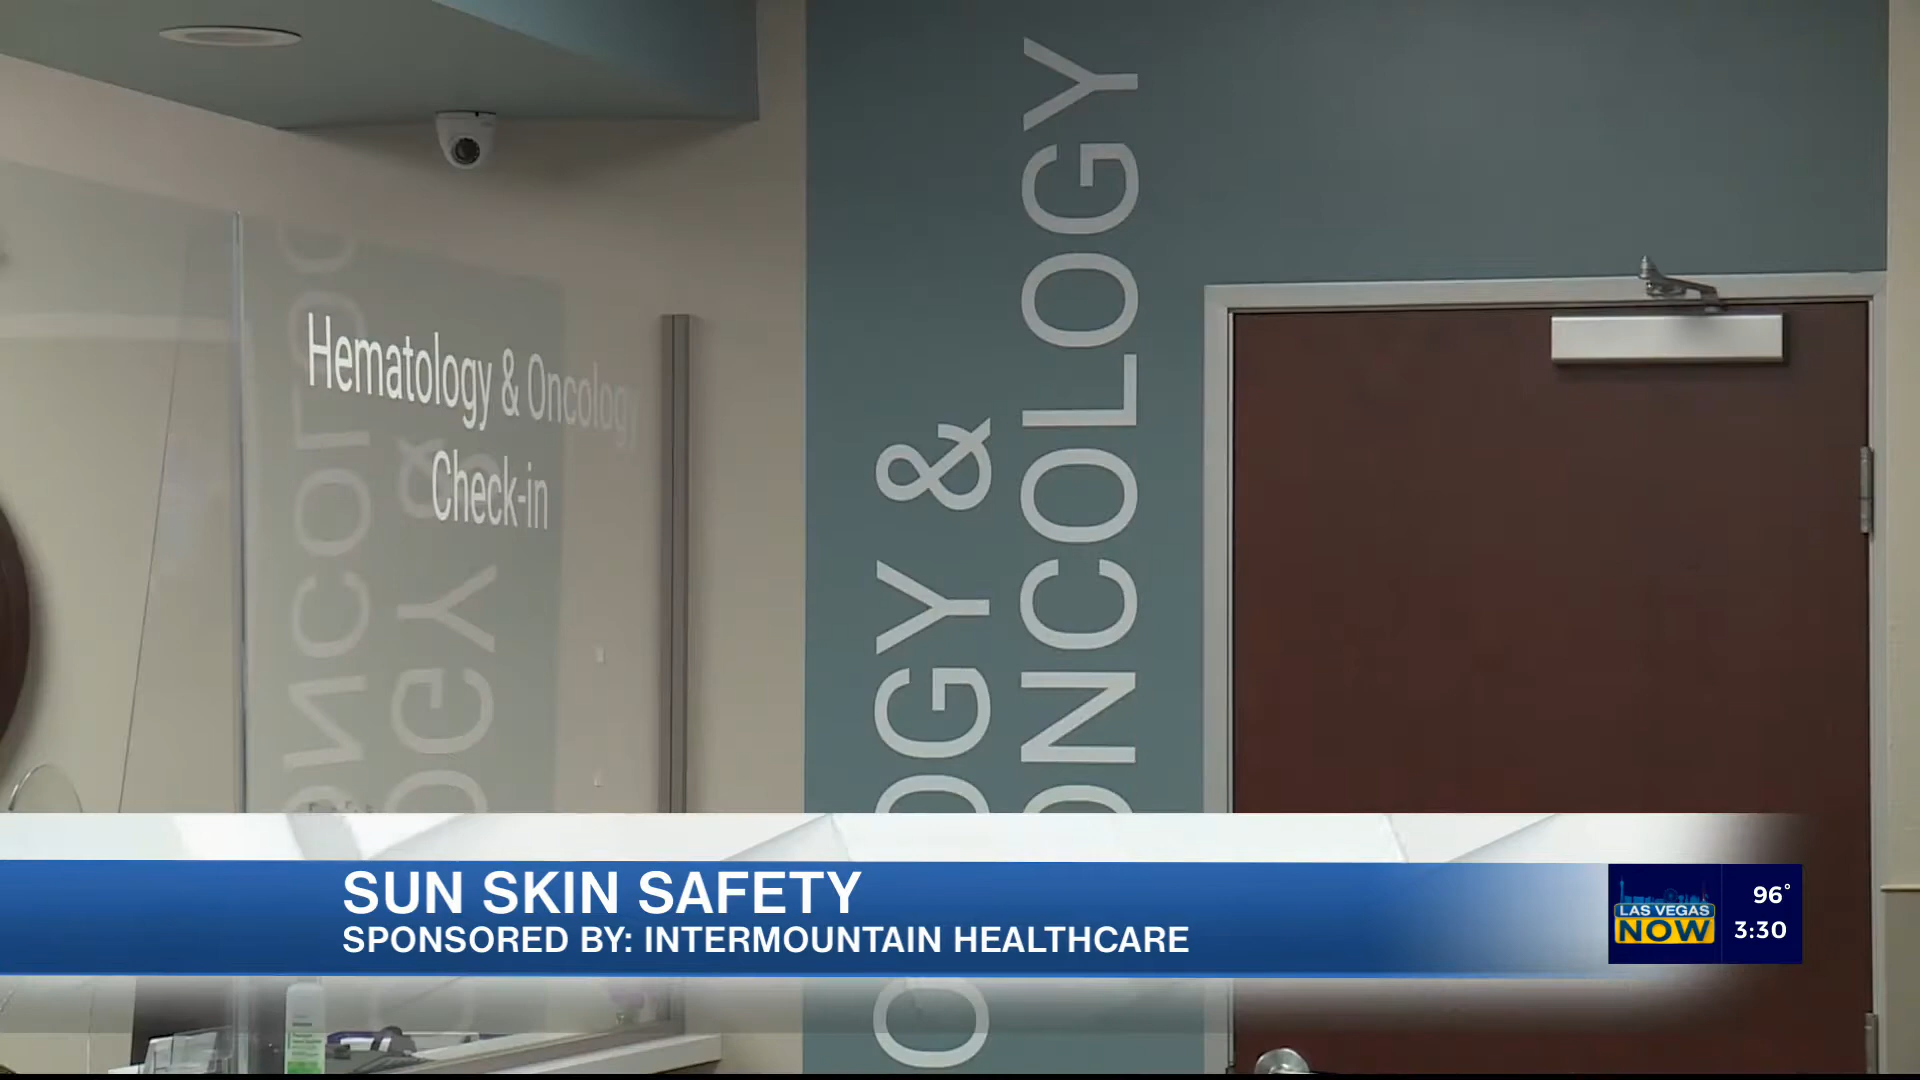 Hematology & Oncology
Check-in
OGY &
ONCOLOGY
SUN SKIN SAFETY
SPONSORED BY: INTERMOUNTAIN HEALTHCARE
LAS VEGAS
NOW
96°
3:30